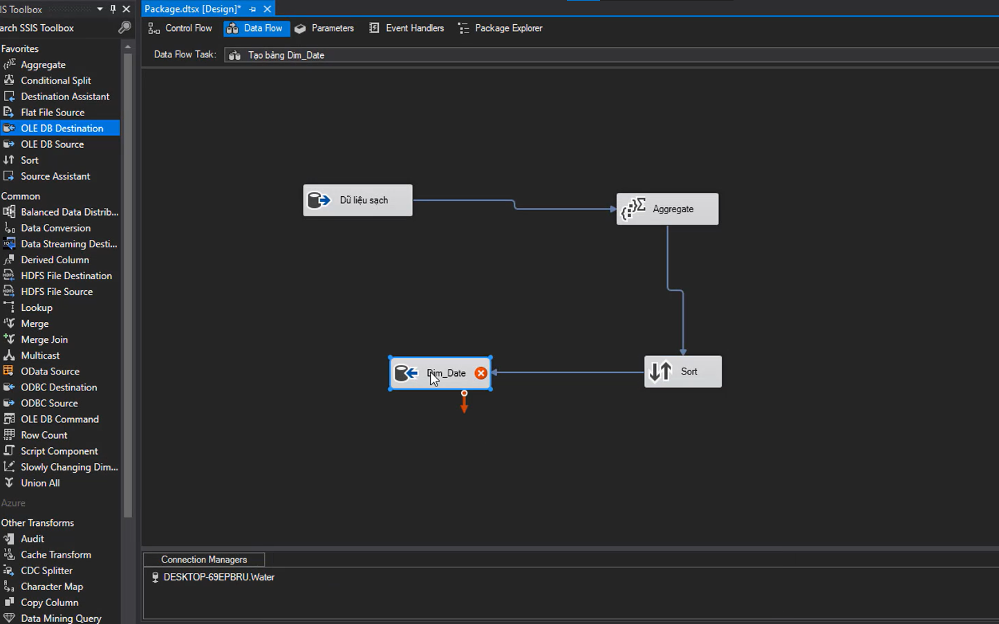 SIS Toolbox
arch SSIS Toolbox
Favorites
Aggregate
Conditional Split
Destination Assistant
Flat File Source
OLE DB Destination
OLE DB Source
Sort
Source Assistant
Common
Balanced Data Distrib...
Data Conversion
Data Streaming Desti...
Derived Column
HDFS File Destination
HDFS File Source
Lookup
Merge
Merge Join
Multicast
OData Source
ODBC Destination
ODBC Source
OLE DB Command
Row Count
Script Component
Slowly Changing Dim...
Union All
Azure
Other Transforms
Audit
Cache Transform
CDC Splitter
Character Map
Copy Column
Data Mining Query
Package.dtsx [Design]*
Control Flow
Data Flow
Parameters
Event Handlers
Package Explorer
Data Flow Task:
Tạo bảng Dim_Date
Dữ liệu sạch
Aggregate
Dim_Date
Sort
Connection Managers
DESKTOP-69EPBRU.Water